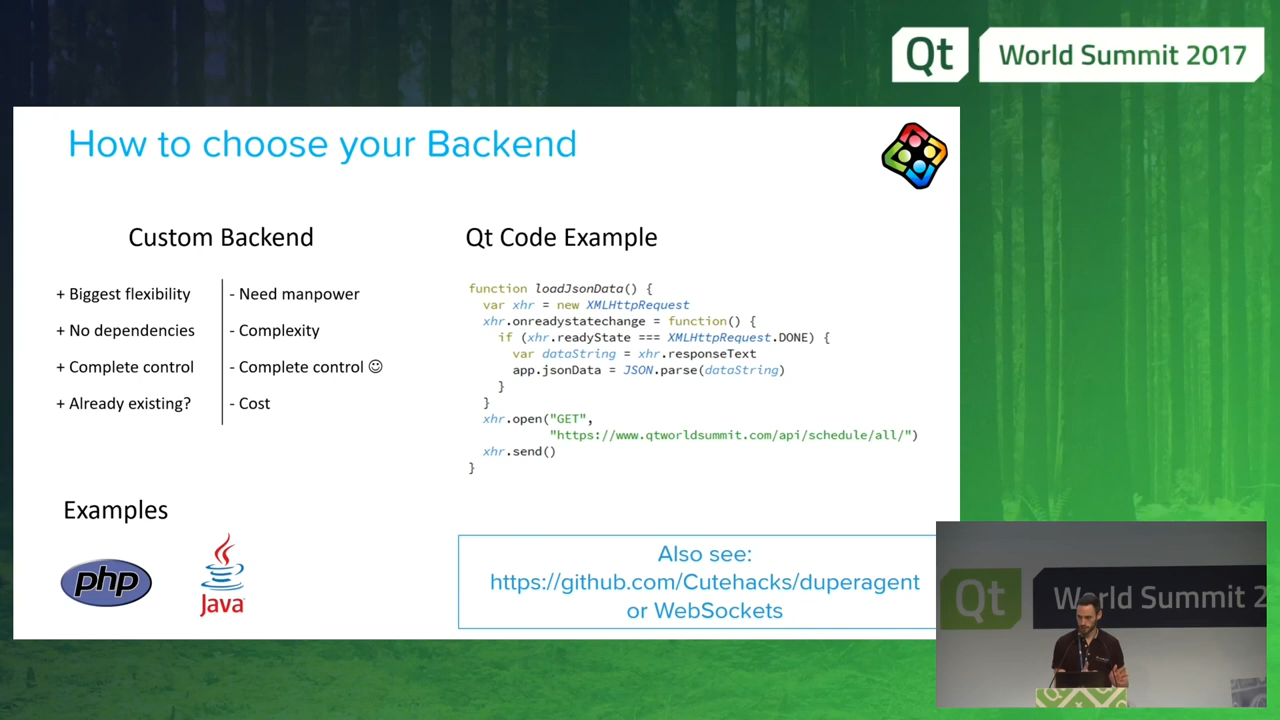 Qt World Summit 2017
How to choose your Backend
Custom Backend
+ Biggest flexibility
+ No dependencies
+ Complete control
+ Already existing?
- Need manpower
- Complexity
- Complete control ☺
- Cost
Examples
php
Java
Qt Code Example
function loadJsonData() {
  var xhr = new XMLHttpRequest
  xhr.onreadystatechange = function() {
    if (xhr.readyState === XMLHttpRequest.DONE) {
      var dataString = xhr.responseText
      app.jsonData = JSON.parse(dataString)
    }
  }
  xhr.open("GET",
           "https://www.qtworldsummit.com/api/schedule/all/")
  xhr.send()
}
Also see:
https://github.com/Cutehacks/duperagent
or WebSockets
Qt World Summit 2